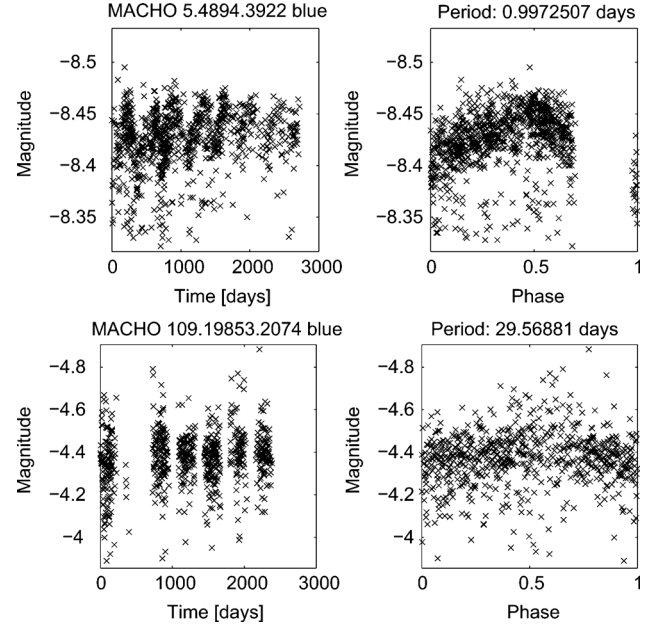 MACHO 5.4894.3922 blue
Period: 0.9972507 days
−8.5
−8.45
−8.4
−8.35
Magnitude
0
1000
2000
3000
Time [days]
−8.5
−8.45
−8.4
−8.35
Magnitude
0
0.5
1
Phase
MACHO 109.19853.2074 blue
Period: 29.56881 days
−4.8
−4.6
−4.4
−4.2
−4
Magnitude
0
1000
2000
3000
Time [days]
−4.8
−4.6
−4.4
−4.2
−4
Magnitude
0
0.5
1
Phase